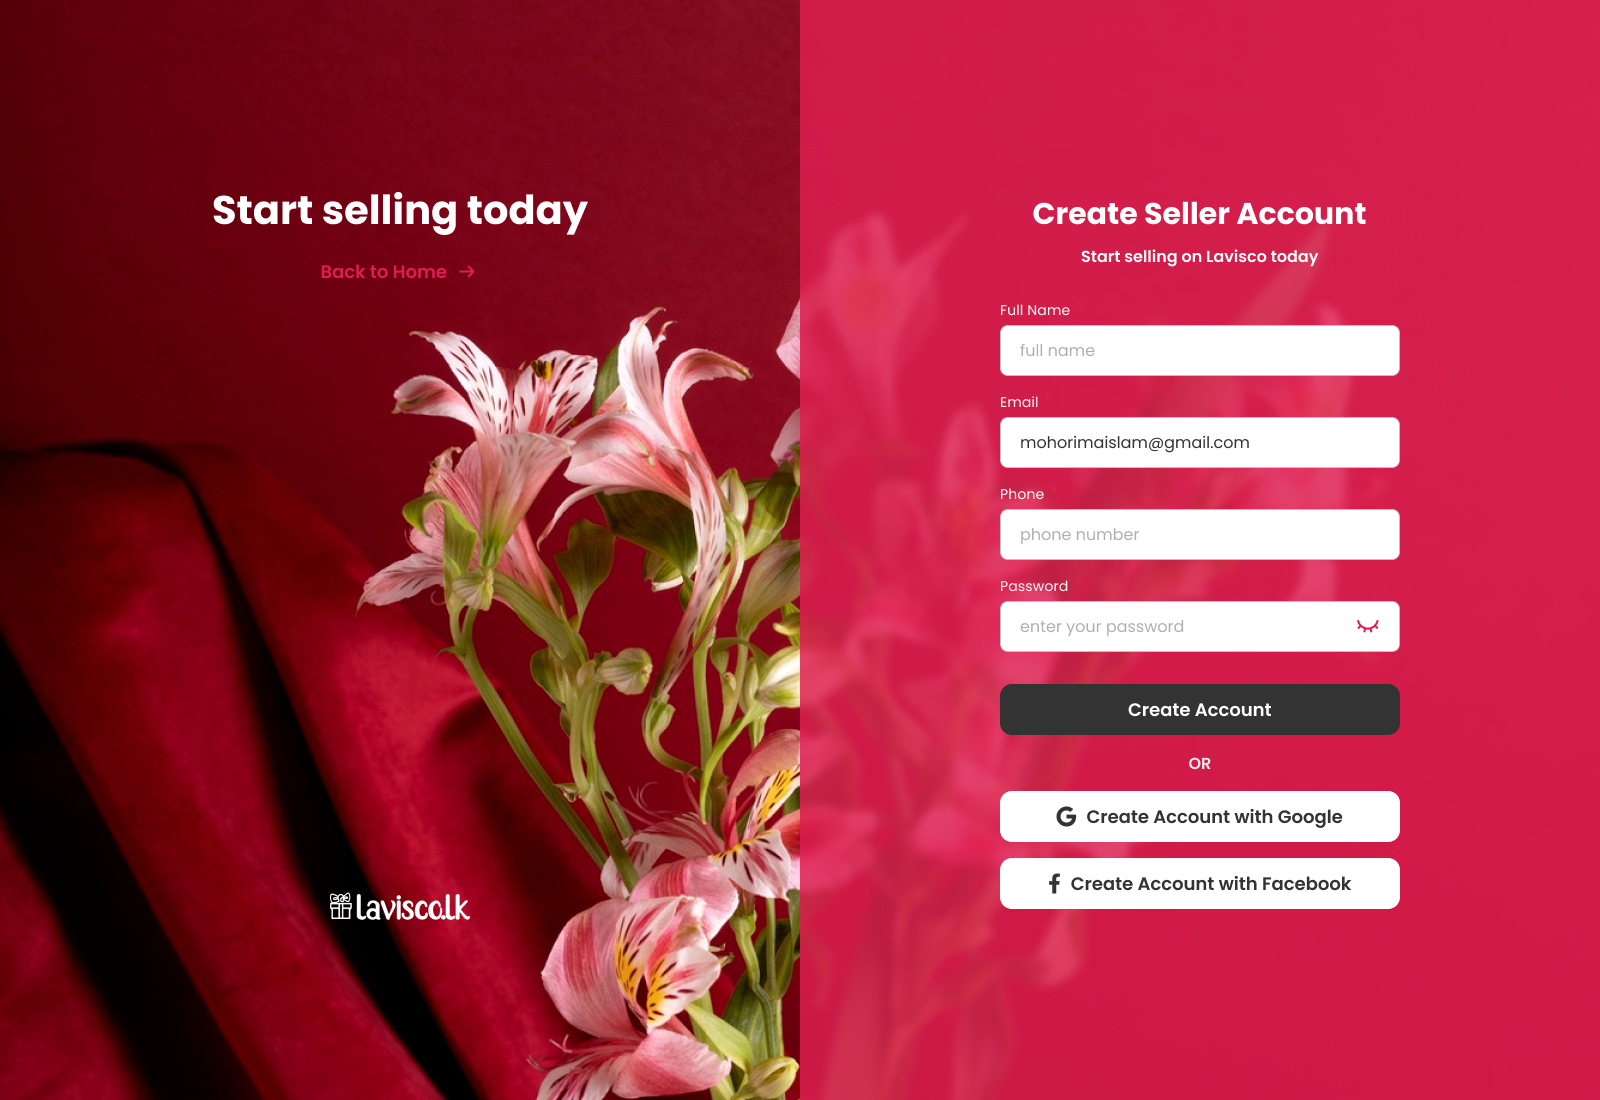 Start selling today
Back to Home
lavisco.lk
Create Seller Account
Start selling on Lavisco today
Full Name
full name
Email
mohorimaislam@gmail.com
Phone
phone number
Password
enter your password
Create Account
OR
Create Account with Google
Create Account with Facebook